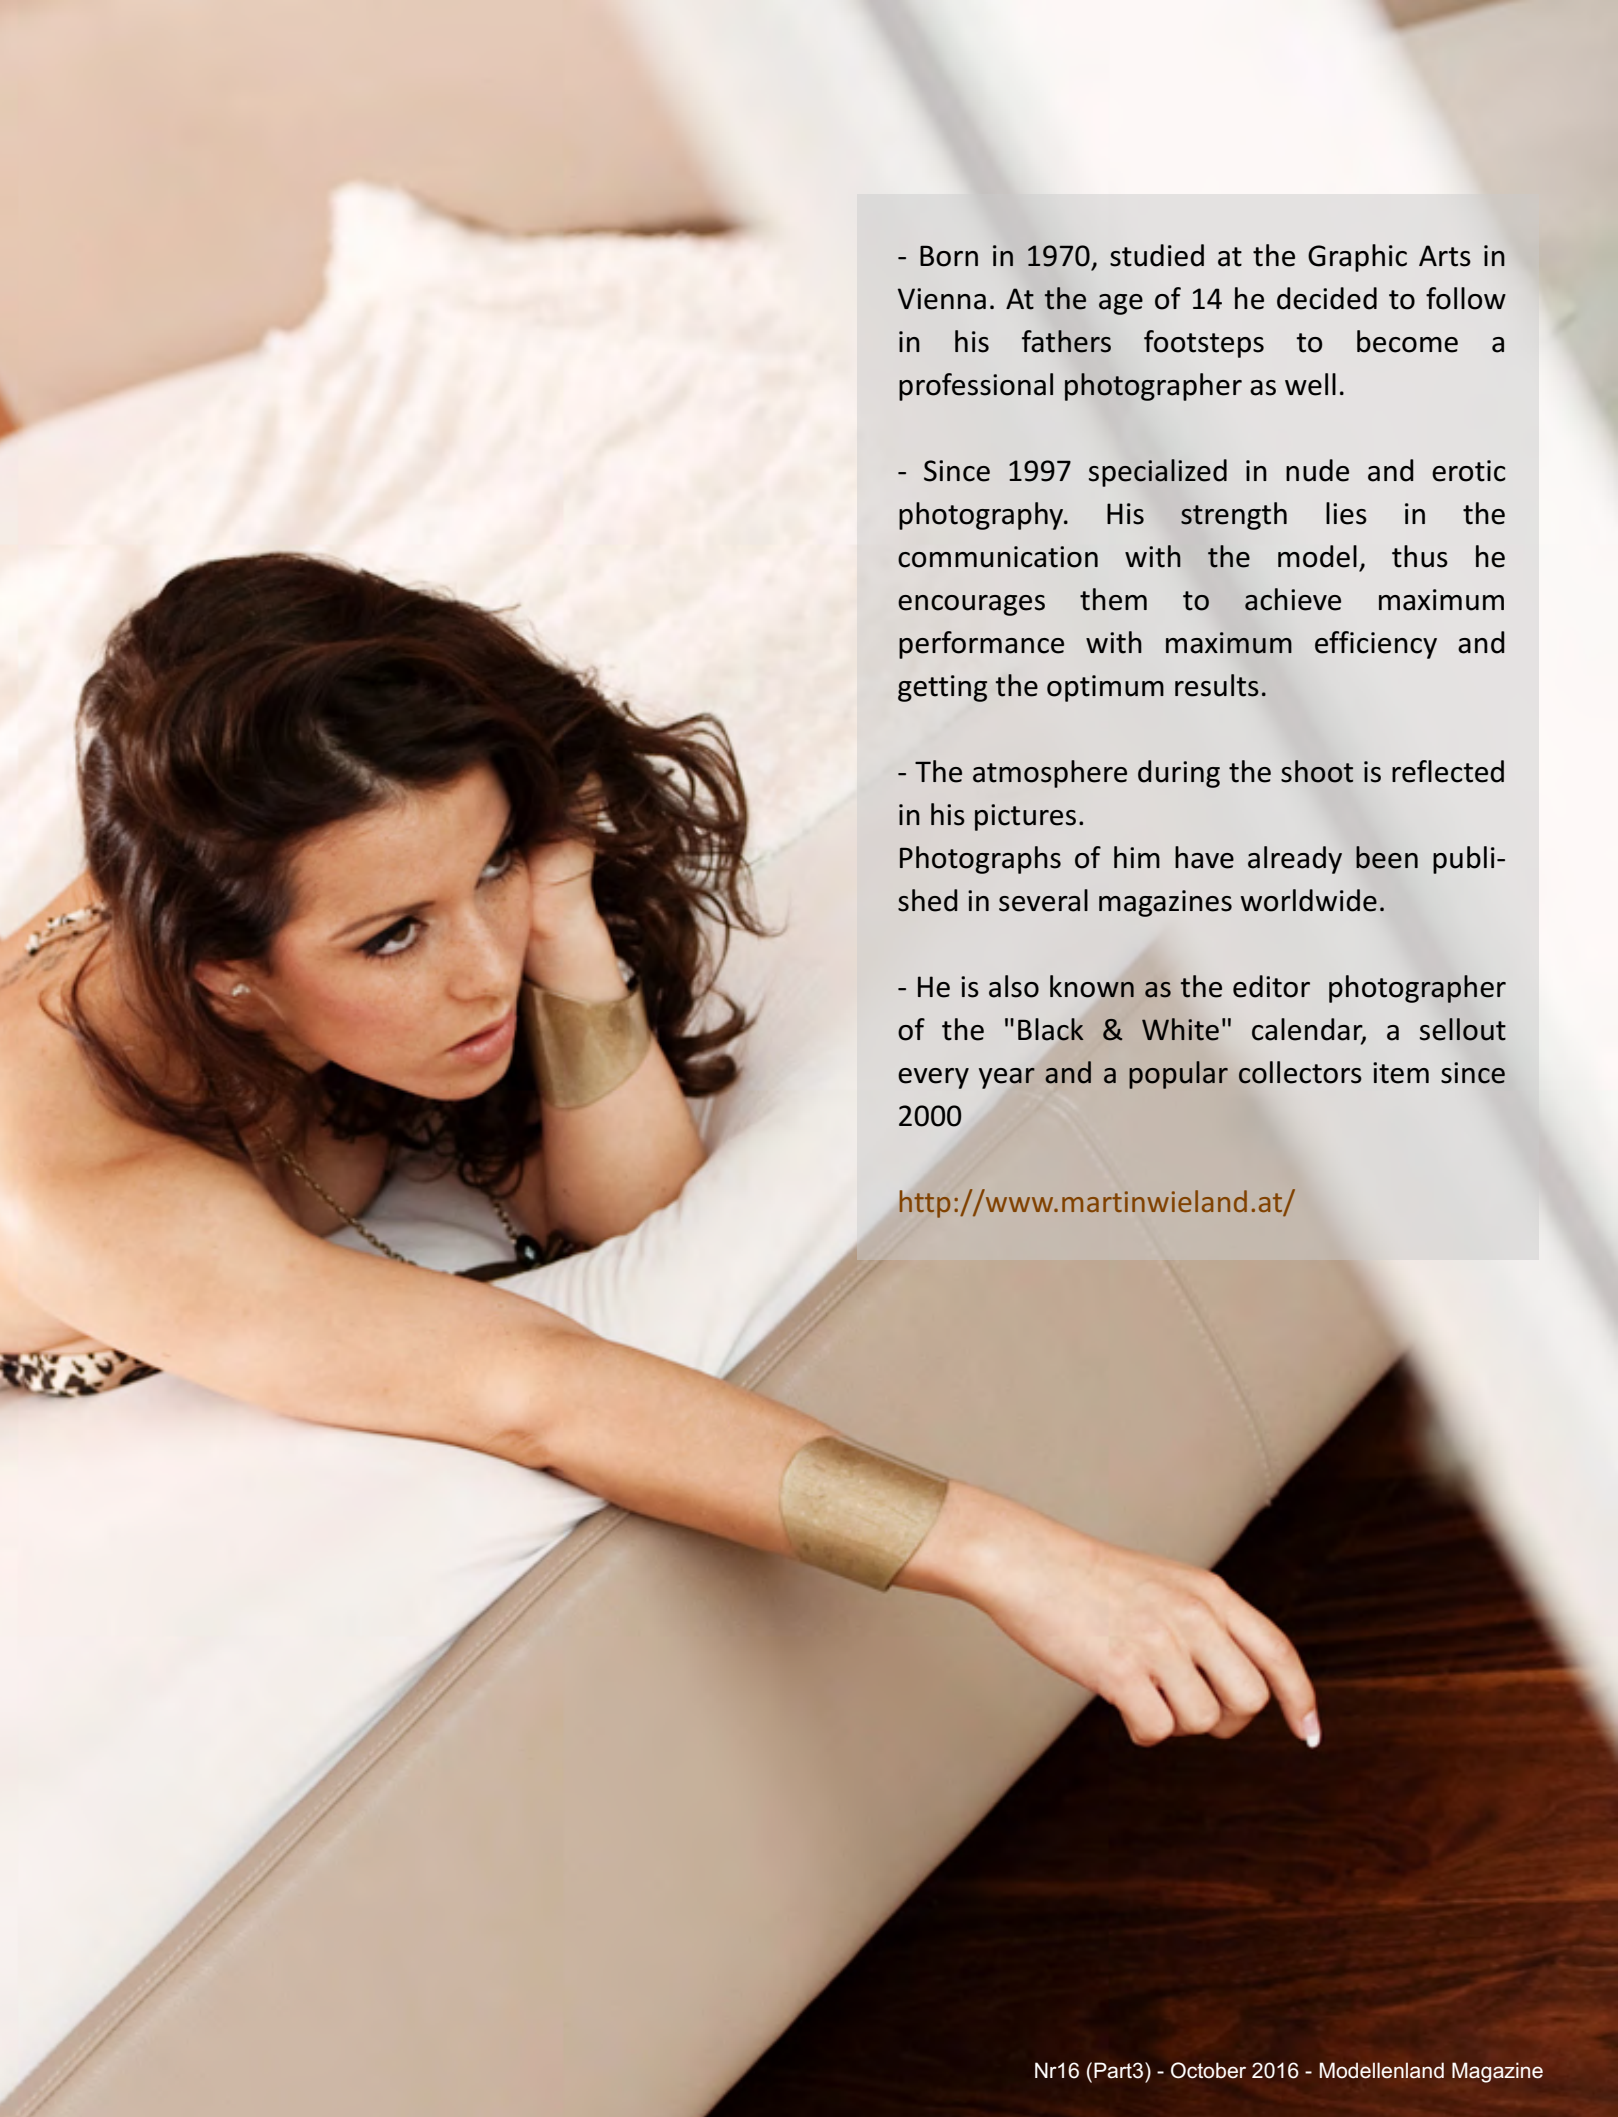 - Born in 1970, studied at the Graphic Arts in
Vienna. At the age of 14 he decided to follow
in his fathers footsteps to become a
professional photographer as well.
- Since 1997 specialized in nude and erotic
photography. His strength lies in the
communication with the model, thus he
encourages them to achieve maximum
performance with maximum efficiency and
getting the optimum results.
- The atmosphere during the shoot is reflected
in his pictures.
Photographs of him have already been publi-
shed in several magazines worldwide.
- He is also known as the editor photographer
of the "Black & White" calendar, a sellout
every year and a popular collectors item since
2000
http://www.martinwieland.at/
Nr16 (Part3) - October 2016 - Modellenland Magazine